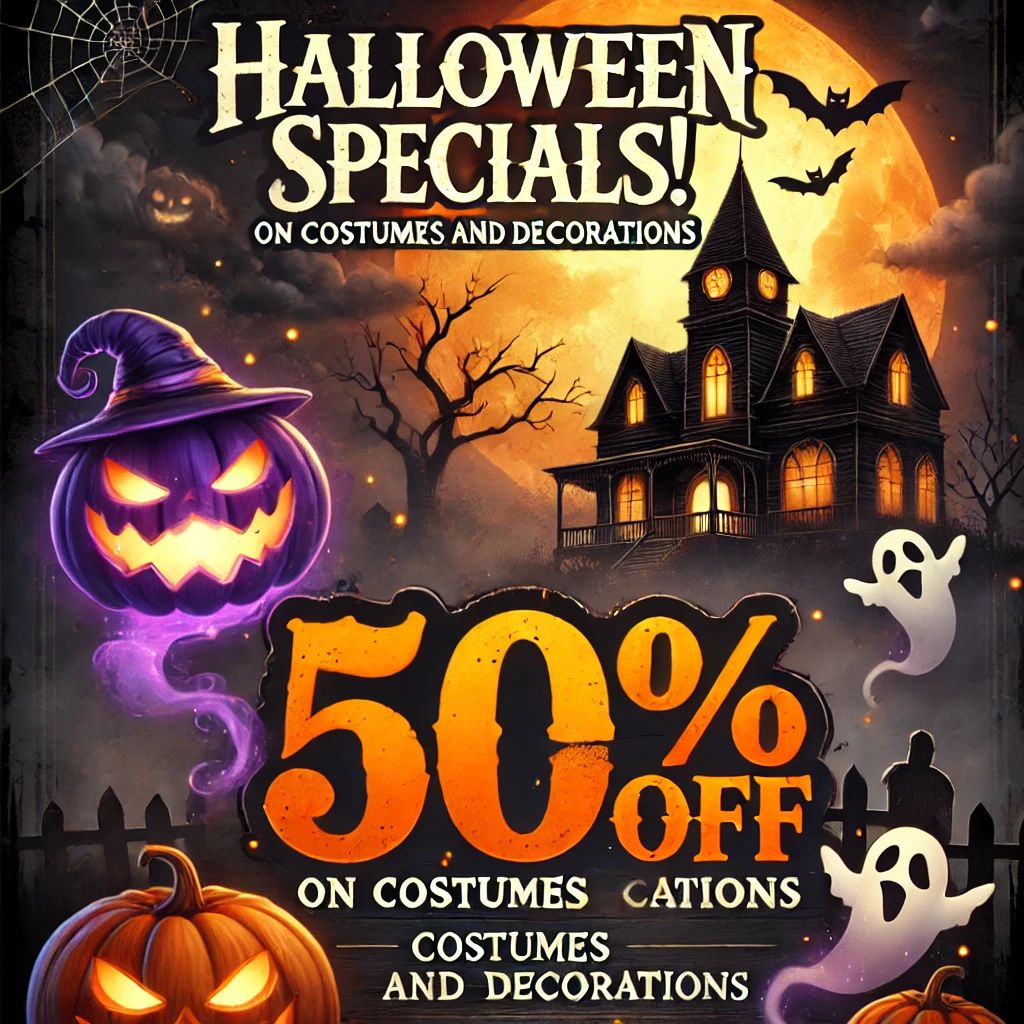 HALLOWEEN
SPECIALS!
ON COSTUMES AND DECORATIONS
50%
OFF
ON COSTUMES CATIONS
COSTUMES
AND DECORATIONS